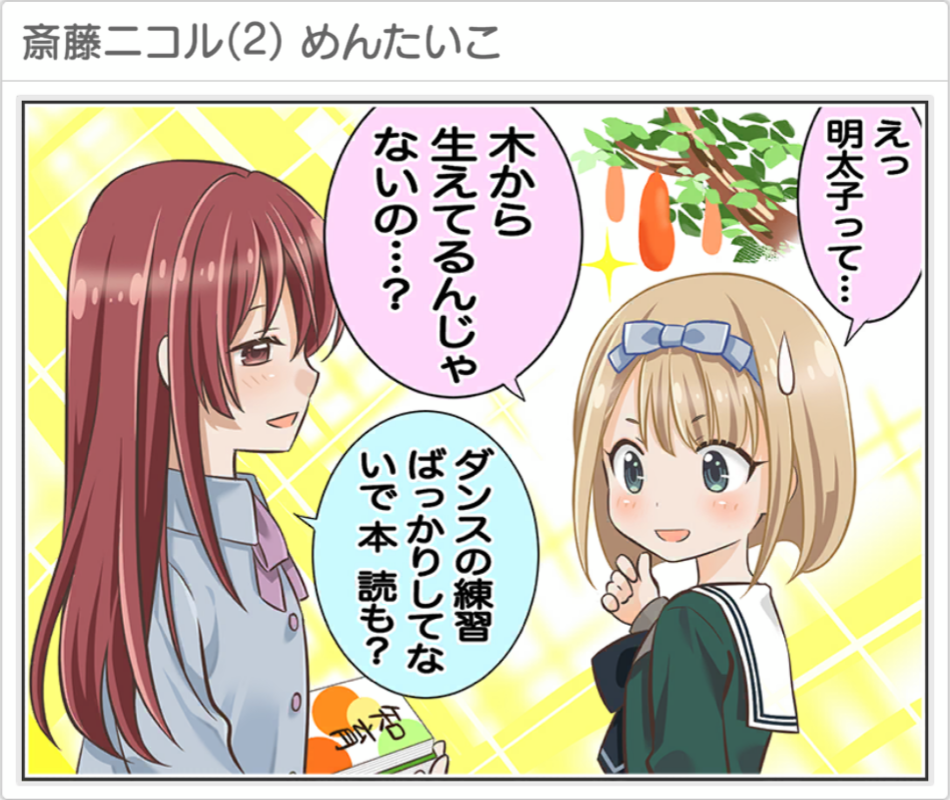 斎藤ニコル(2) めんたいこ
えっ
明太子って…
木から
生えてるんじゃ
ないの…?
ダンスの練習
ばっかりしてな
いで 本 読も?
知育